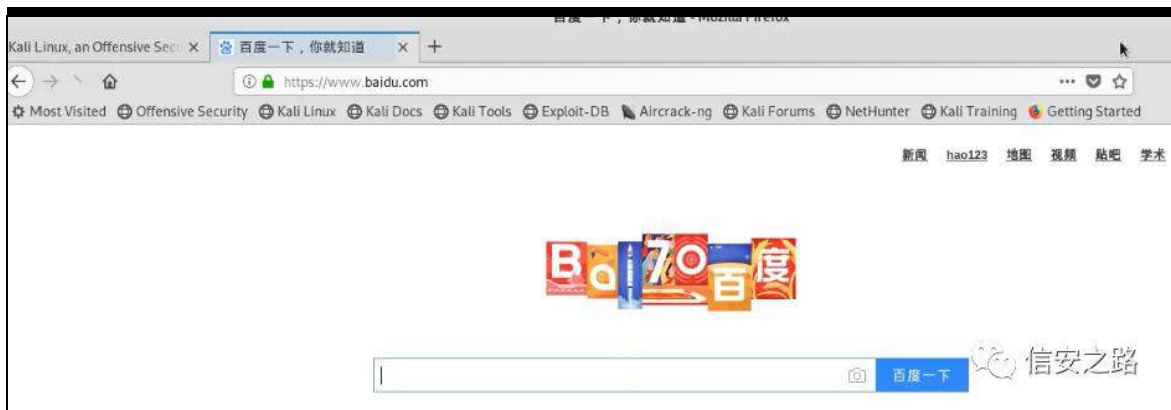 百度一下，你就知道 - Mozilla Firefox
Kali Linux, an Offensive Sec × 百度一下，你就知道 × +
https://www.baidu.com ...
Most Visited Offensive Security Kali Linux Kali Docs Kali Tools Exploit-DB Aircrack-ng Kali Forums NetHunter Kali Training Getting Started
新闻 hao123 地图 视频 贴吧 学术
Bai 70 百度
百度一下
信安之路